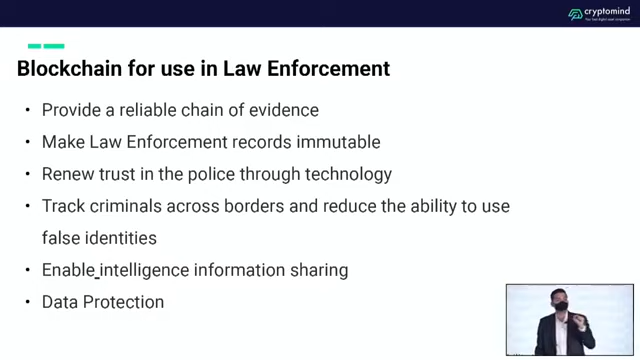 cryptomind
Blockchain for use in Law Enforcement
• Provide a reliable chain of evidence
• Make Law Enforcement records immutable
• Renew trust in the police through technology
• Track criminals across borders and reduce the ability to use
false identities
• Enable intelligence information sharing
• Data Protection